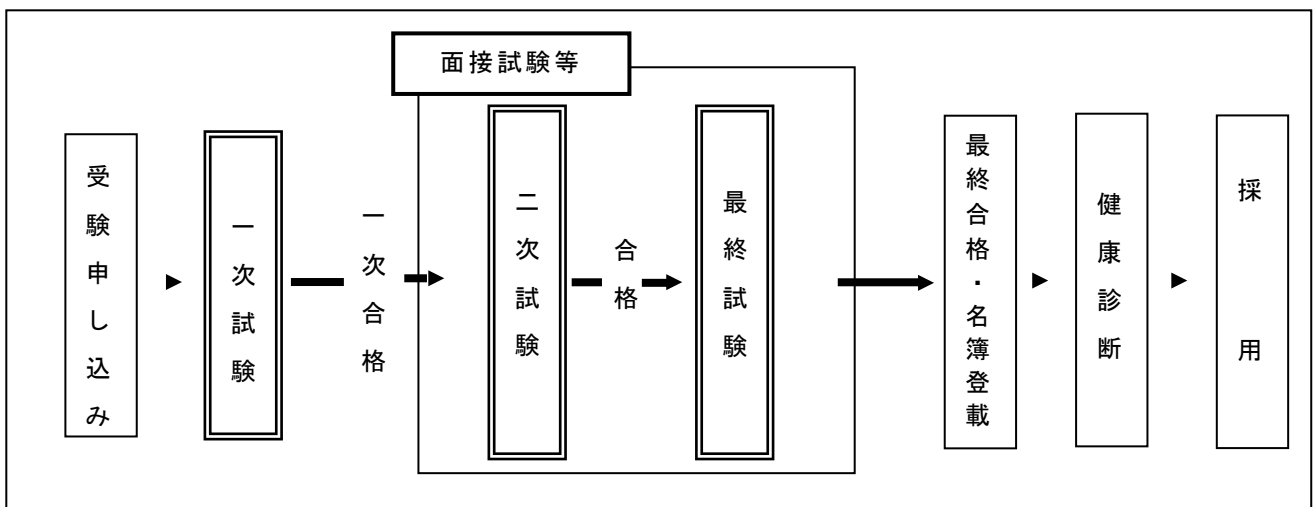 面接試験等
受験申し込み
一次試験
一次合格
二次試験
合格
最終試験
最終合格・名簿登載
健康診断
採用